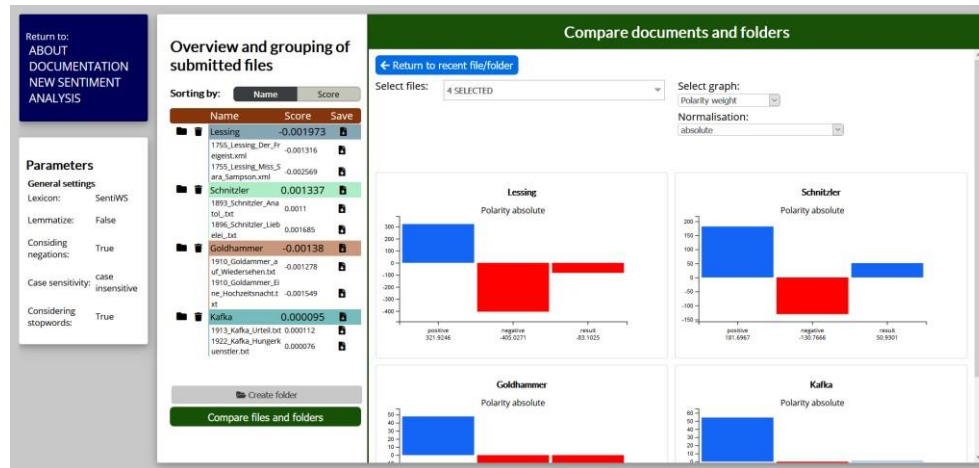 Return to:
ABOUT
DOCUMENTATION
NEW SENTIMENT
ANALYSIS
Parameters
General settings
Lexicon: SentiWS
Lemmatize: False
Considing
negations: True
Case sensitivity: case
insensitive
Considering
stopwords: True
Overview and grouping of
submitted files
Sorting by: Name Score
Name Score Save
Lessing -0.001973
1755_Lessing_Der_Fr
eigeist.xml -0.001316
1755_Lessing_Miss_S
ara_Sampson.xml -0.002569
Schnitzler 0.001337
1893_Schnitzler_Ana
tol_.txt 0.0011
1896_Schnitzler_Lieb
elei_.txt 0.001685
Goldhammer -0.00138
1910_Goldammer_a
uf_Wiedersehen.txt -0.001278
1910_Goldammer_Ei
ne_Hochzeitsnacht.t
xt -0.001549
Kafka 0.000095
1913_Kafka_Urteil.txt 0.000112
1922_Kafka_Hungerk
uenstler.txt 0.000076
Create folder
Compare files and folders
Compare documents and folders
Return to recent file/folder
Select files: 4 SELECTED
Select graph:
Polarity weight
Normalisation:
absolute
Lessing
Polarity absolute
300
200
100
0
-100
-200
-300
-400
positive negative result
321.9246 -405.0271 -83.1025
Schnitzler
Polarity absolute
200
150
100
50
0
-50
-100
-150
positive negative result
181.6967 -130.7666 50.9301
Goldhammer
Polarity absolute
50
40
30
20
10
0
Kafka
Polarity absolute
60
50
40
30
20
10
0